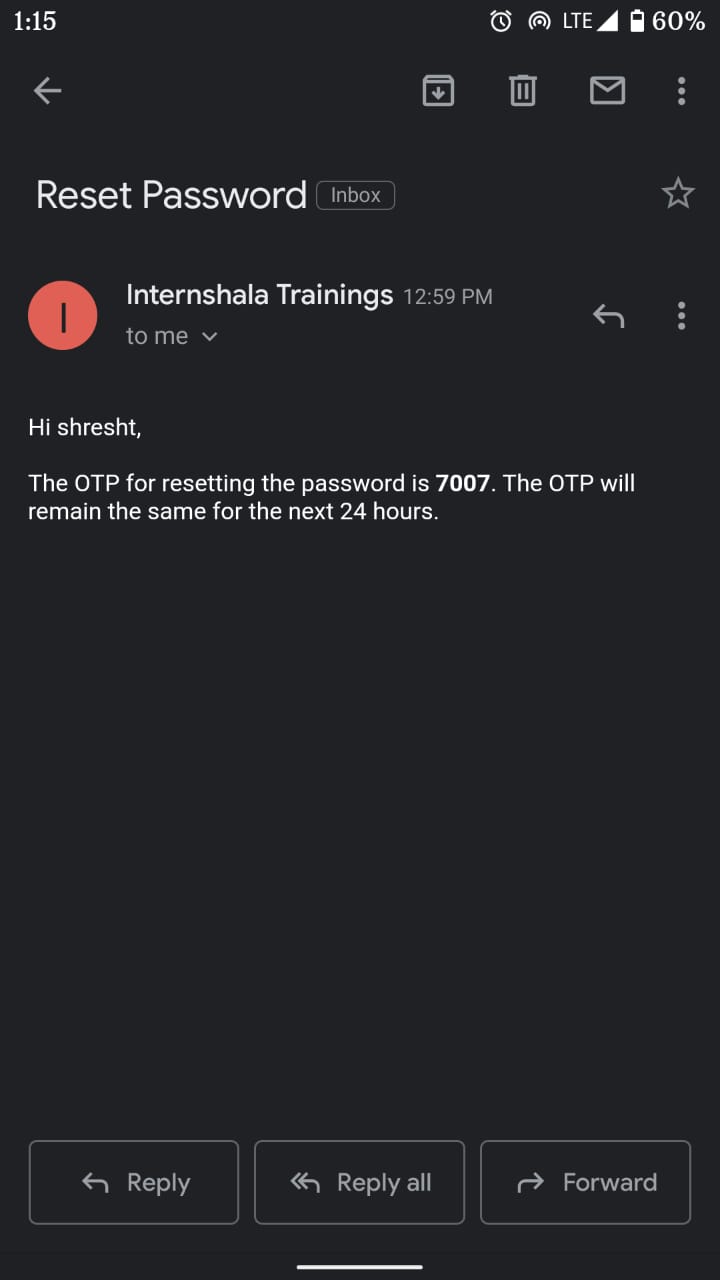 1:15 LTE 60%
Reset Password Inbox
Internshala Trainings 12:59 PM
to me
I
Hi shresht,
The OTP for resetting the password is 7007. The OTP will
remain the same for the next 24 hours.
Reply Reply all Forward